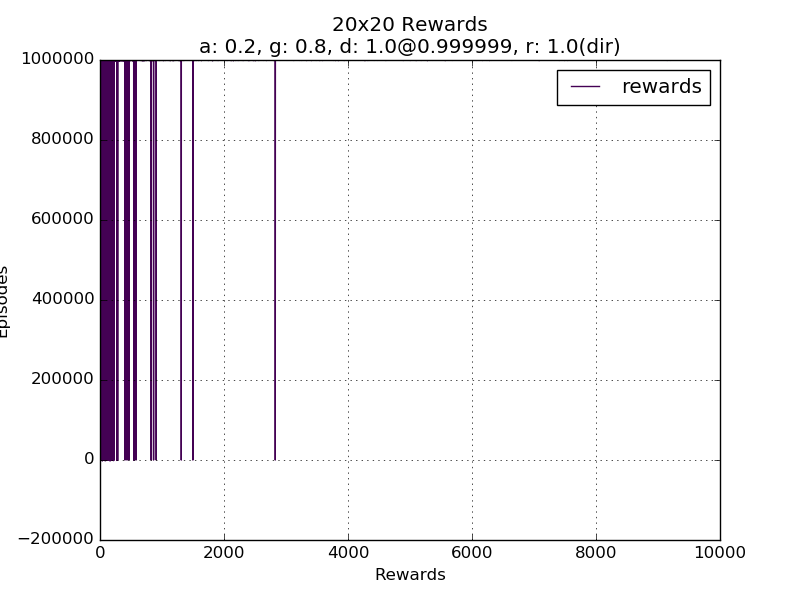 20x20 Rewards
a: 0.2, g: 0.8, d: 1.0@0.999999, r: 1.0(dir)
1000000
800000
600000
400000
200000
0
−200000
Episodes
rewards
0 2000 4000 6000 8000 10000
Rewards